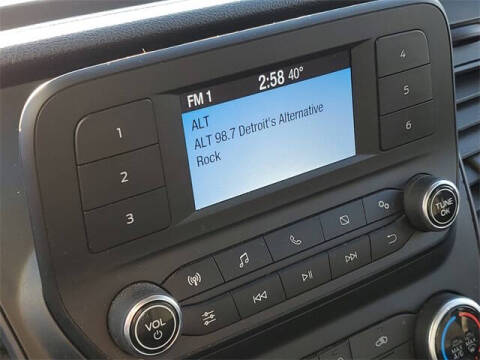 FM 1 2:58 40°
ALT
ALT 98.7 Detroit's Alternative
Rock
1
2
3
4
5
6
VOL
TUNE
OK
A/C